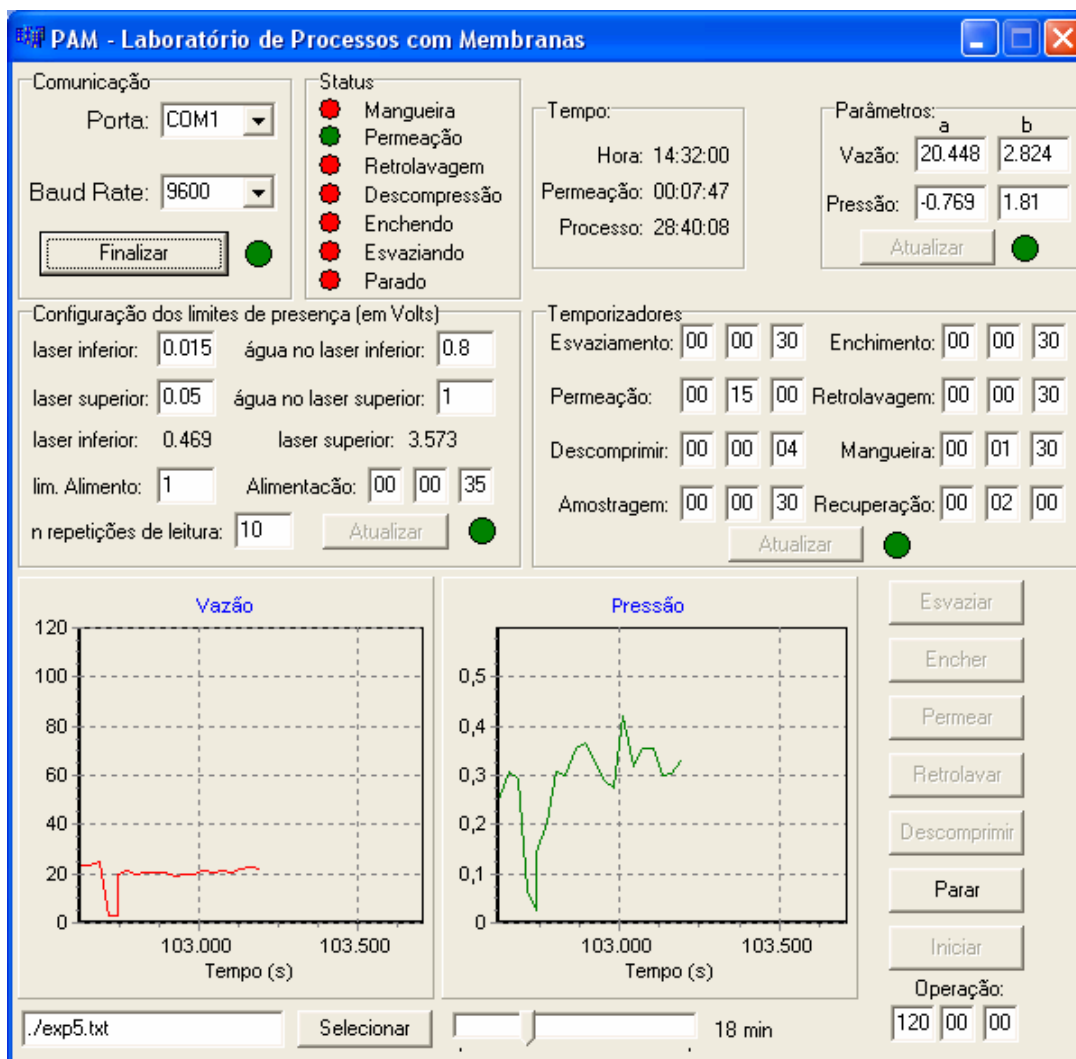 PAM - Laboratório de Processos com Membranas
Comunicação
Porta: COM1
Baud Rate: 9600
Finalizar
Status
Mangueira
Permeação
Retrolavagem
Descompressão
Enchendo
Esvaziando
Parado
Tempo:
Hora: 14:32:00
Permeação: 00:07:47
Processo: 28:40:08
Parâmetros:
a b
Vazão: 20.448 2.824
Pressão: -0.769 1.81
Atualizar
Configuração dos limites de presença (em Volts)
laser inferior: 0.015 água no laser inferior: 0.8
laser superior: 0.05 água no laser superior: 1
laser inferior: 0.469 laser superior: 3.573
lim. Alimento: 1 Alimentacão: 00 00 35
n repetições de leitura: 10 Atualizar
Temporizadores
Esvaziamento: 00 00 30 Enchimento: 00 00 30
Permeação: 00 15 00 Retrolavagem: 00 00 30
Descomprimir: 00 00 04 Mangueira: 00 01 30
Amostragem: 00 00 30 Recuperação: 00 02 00
Atualizar
Vazão
120
100
80
60
40
20
0
103.000 103.500
Tempo (s)
Pressão
0,5
0,4
0,3
0,2
0,1
0
103.000 103.500
Tempo (s)
Esvaziar
Encher
Permear
Retrolavar
Descomprimir
Parar
Iniciar
Operação:
120 00 00
./exp5.txt Selecionar 18 min